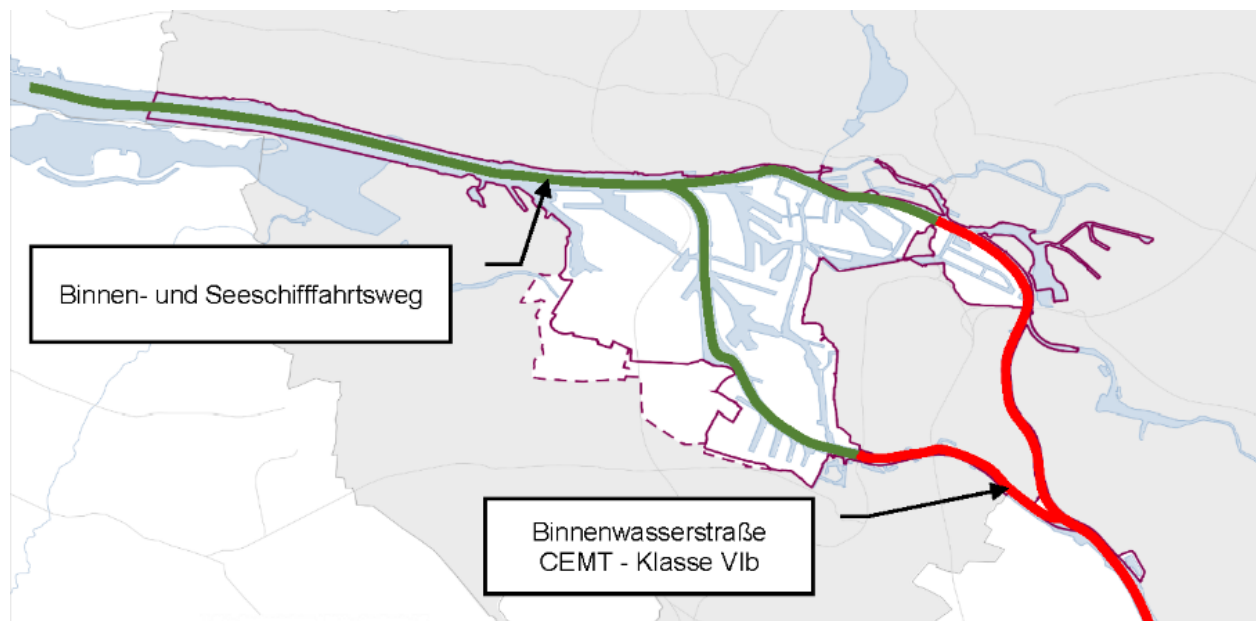 Binnen- und Seeschifffahrtsweg
Binnenwasserstraße
CEMT - Klasse VIb